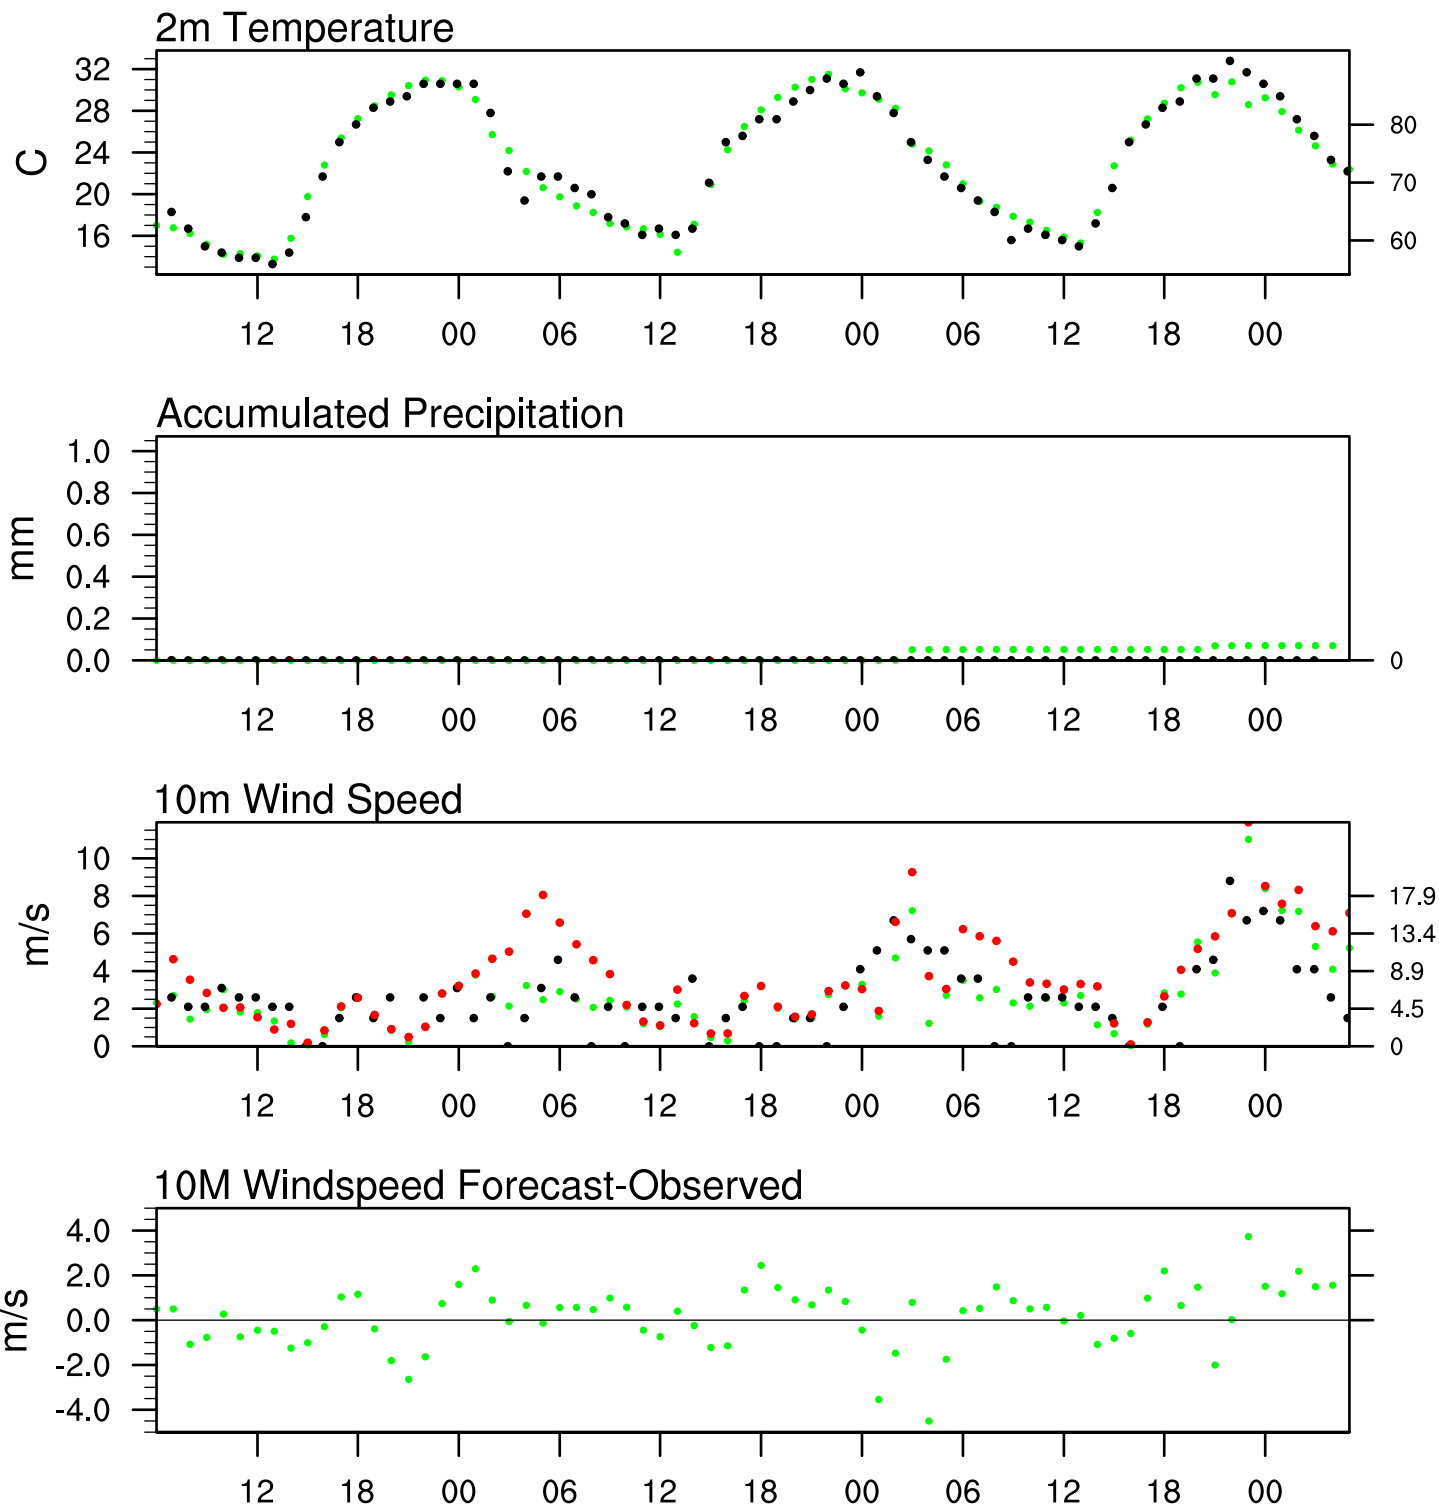 2m Temperature
32
28
24
20
16
C
80
70
60
12 18 00 06 12 18 00 06 12 18 00
Accumulated Precipitation
1.0
0.8
0.6
0.4
0.2
0.0
mm
0
12 18 00 06 12 18 00 06 12 18 00
10m Wind Speed
10
8
6
4
2
0
m/s
17.9
13.4
8.9
4.5
0
12 18 00 06 12 18 00 06 12 18 00
10M Windspeed Forecast-Observed
4.0
2.0
0.0
-2.0
-4.0
m/s
12 18 00 06 12 18 00 06 12 18 00